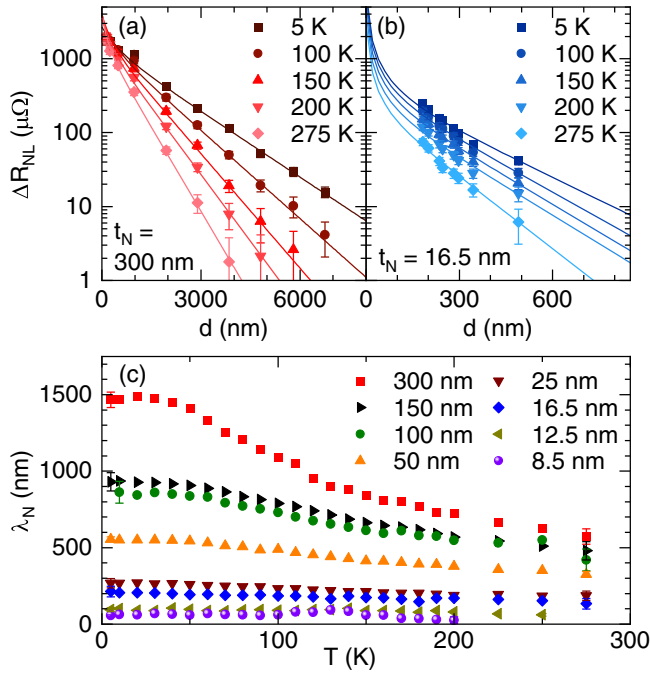 (a)
5 K
100 K
150 K
200 K
275 K
t_N =
300 nm
1000
100
10
1
ΔR_NL (μΩ)
0
3000
6000
d (nm)
(b)
5 K
100 K
150 K
200 K
275 K
t_N = 16.5 nm
0
300
600
d (nm)
(c)
300 nm
150 nm
100 nm
50 nm
25 nm
16.5 nm
12.5 nm
8.5 nm
1500
1000
500
0
λ_N (nm)
0
100
200
300
T (K)